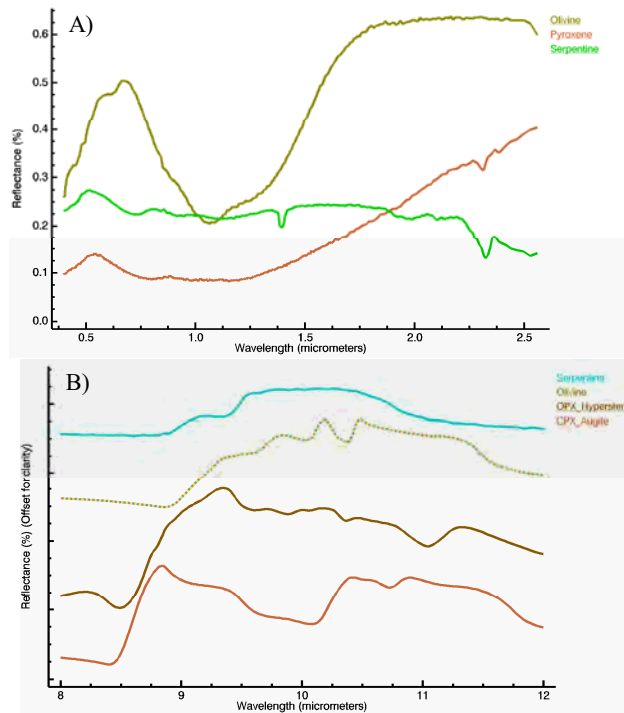 A)
Olivine
Pyroxene
Serpentine
0.6
0.5
0.4
0.3
0.2
0.1
0.0
Reflectance (%)
0.5
1.0
1.5
2.0
2.5
Wavelength (micrometers)
B)
Serpentine
Olivine
OPX_Hypersten
CPX_Augite
Reflectance (%) (Offset for clarity)
8
9
10
11
12
Wavelength (micrometers)